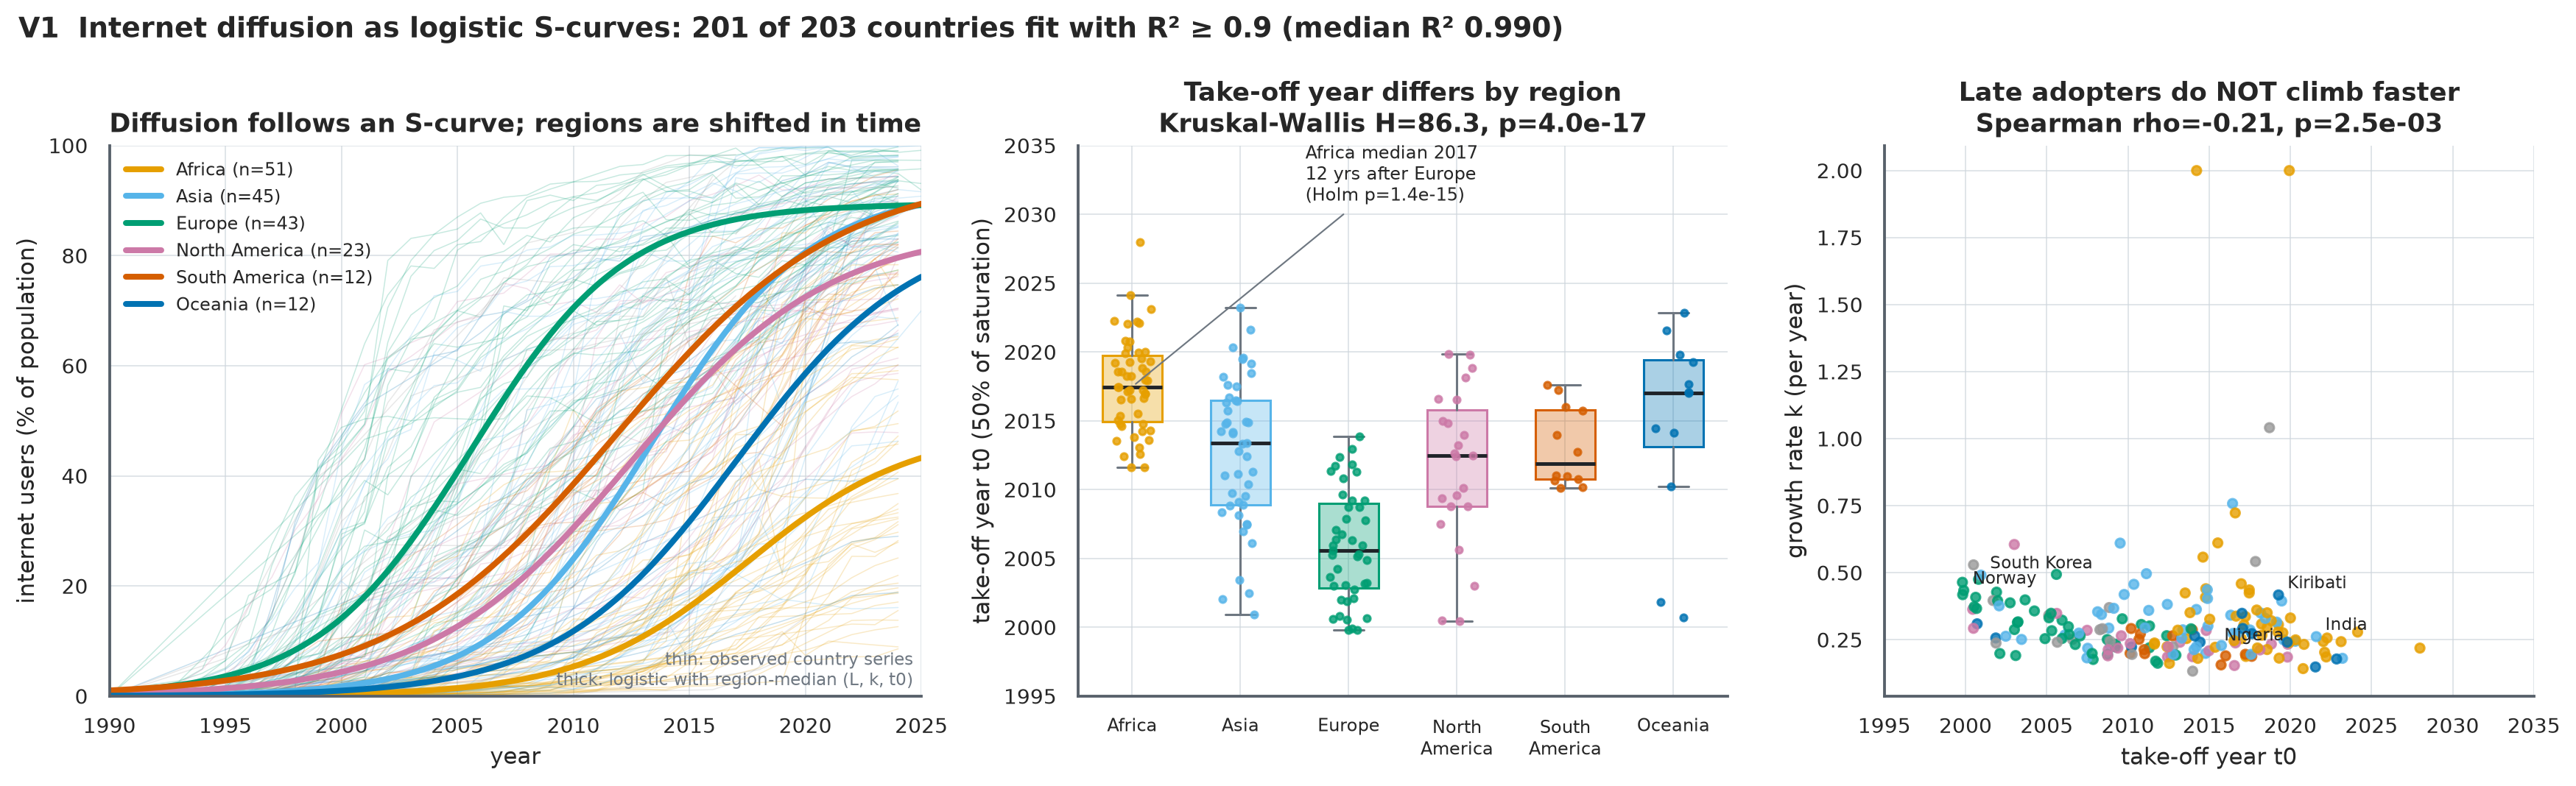 V1 Internet diffusion as logistic S-curves: 201 of 203 countries fit with R² ≥ 0.9 (median R² 0.990)
Diffusion follows an S-curve; regions are shifted in time
internet users (% of population)
100
80
60
40
20
0
Africa (n=51)
Asia (n=45)
Europe (n=43)
North America (n=23)
South America (n=12)
Oceania (n=12)
thin: observed country series
thick: logistic with region-median (L, k, t0)
1990 1995 2000 2005 2010 2015 2020 2025
year
Take-off year differs by region
Kruskal-Wallis H=86.3, p=4.0e-17
take-off year t0 (50% of saturation)
2035
2030
2025
2020
2015
2010
2005
2000
1995
Africa median 2017
12 yrs after Europe
(Holm p=1.4e-15)
Africa Asia Europe North America South America Oceania
Late adopters do NOT climb faster
Spearman rho=-0.21, p=2.5e-03
growth rate k (per year)
2.00
1.75
1.50
1.25
1.00
0.75
0.50
0.25
South Korea
Norway
Kiribati
India
Nigeria
1995 2000 2005 2010 2015 2020 2025 2030 2035
take-off year t0